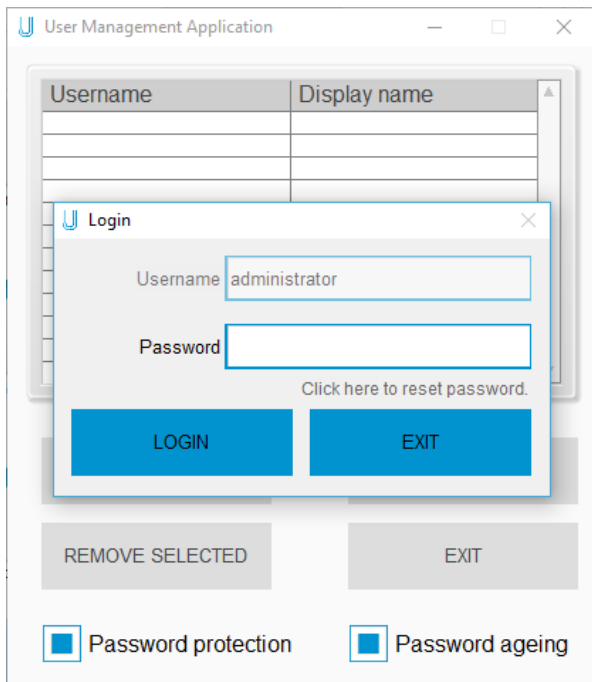 User Management Application
Username Display name
Login
Username administrator
Password
Click here to reset password.
LOGIN EXIT
REMOVE SELECTED EXIT
Password protection Password ageing